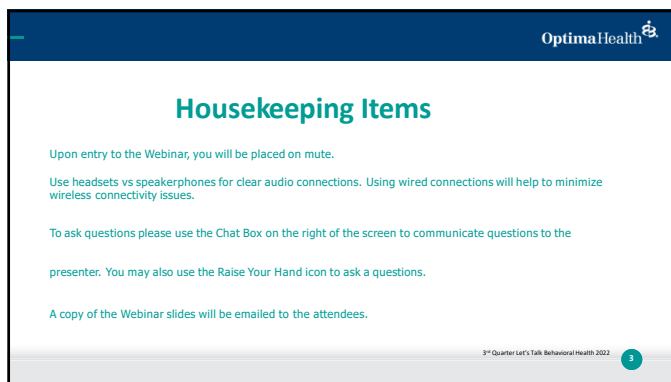 OptimaHealth
Housekeeping Items
Upon entry to the Webinar, you will be placed on mute.
Use headsets vs speakerphones for clear audio connections. Using wired connections will help to minimize
wireless connectivity issues.
To ask questions please use the Chat Box on the right of the screen to communicate questions to the
presenter. You may also use the Raise Your Hand icon to ask a questions.
A copy of the Webinar slides will be emailed to the attendees.
3rd Quarter Let's Talk Behavioral Health 2022
3